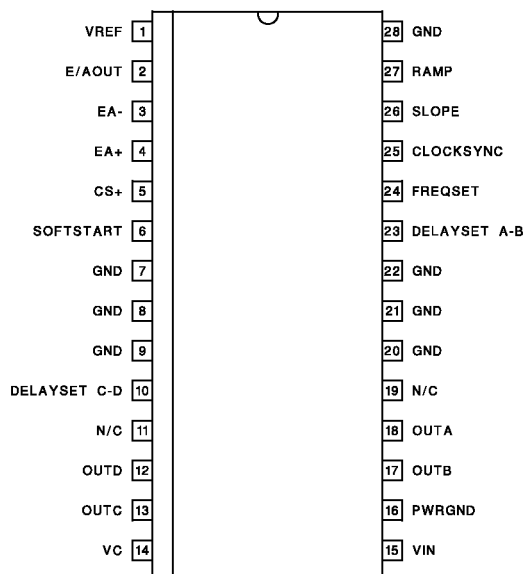 VREF 1 28 GND
E/AOUT 2 27 RAMP
EA- 3 26 SLOPE
EA+ 4 25 CLOCKSYNC
CS+ 5 24 FREQSET
SOFTSTART 6 23 DELAYSET A-B
GND 7 22 GND
GND 8 21 GND
GND 9 20 GND
DELAYSET C-D 10 19 N/C
N/C 11 18 OUTA
OUTD 12 17 OUTB
OUTC 13 16 PWRGND
VC 14 15 VIN